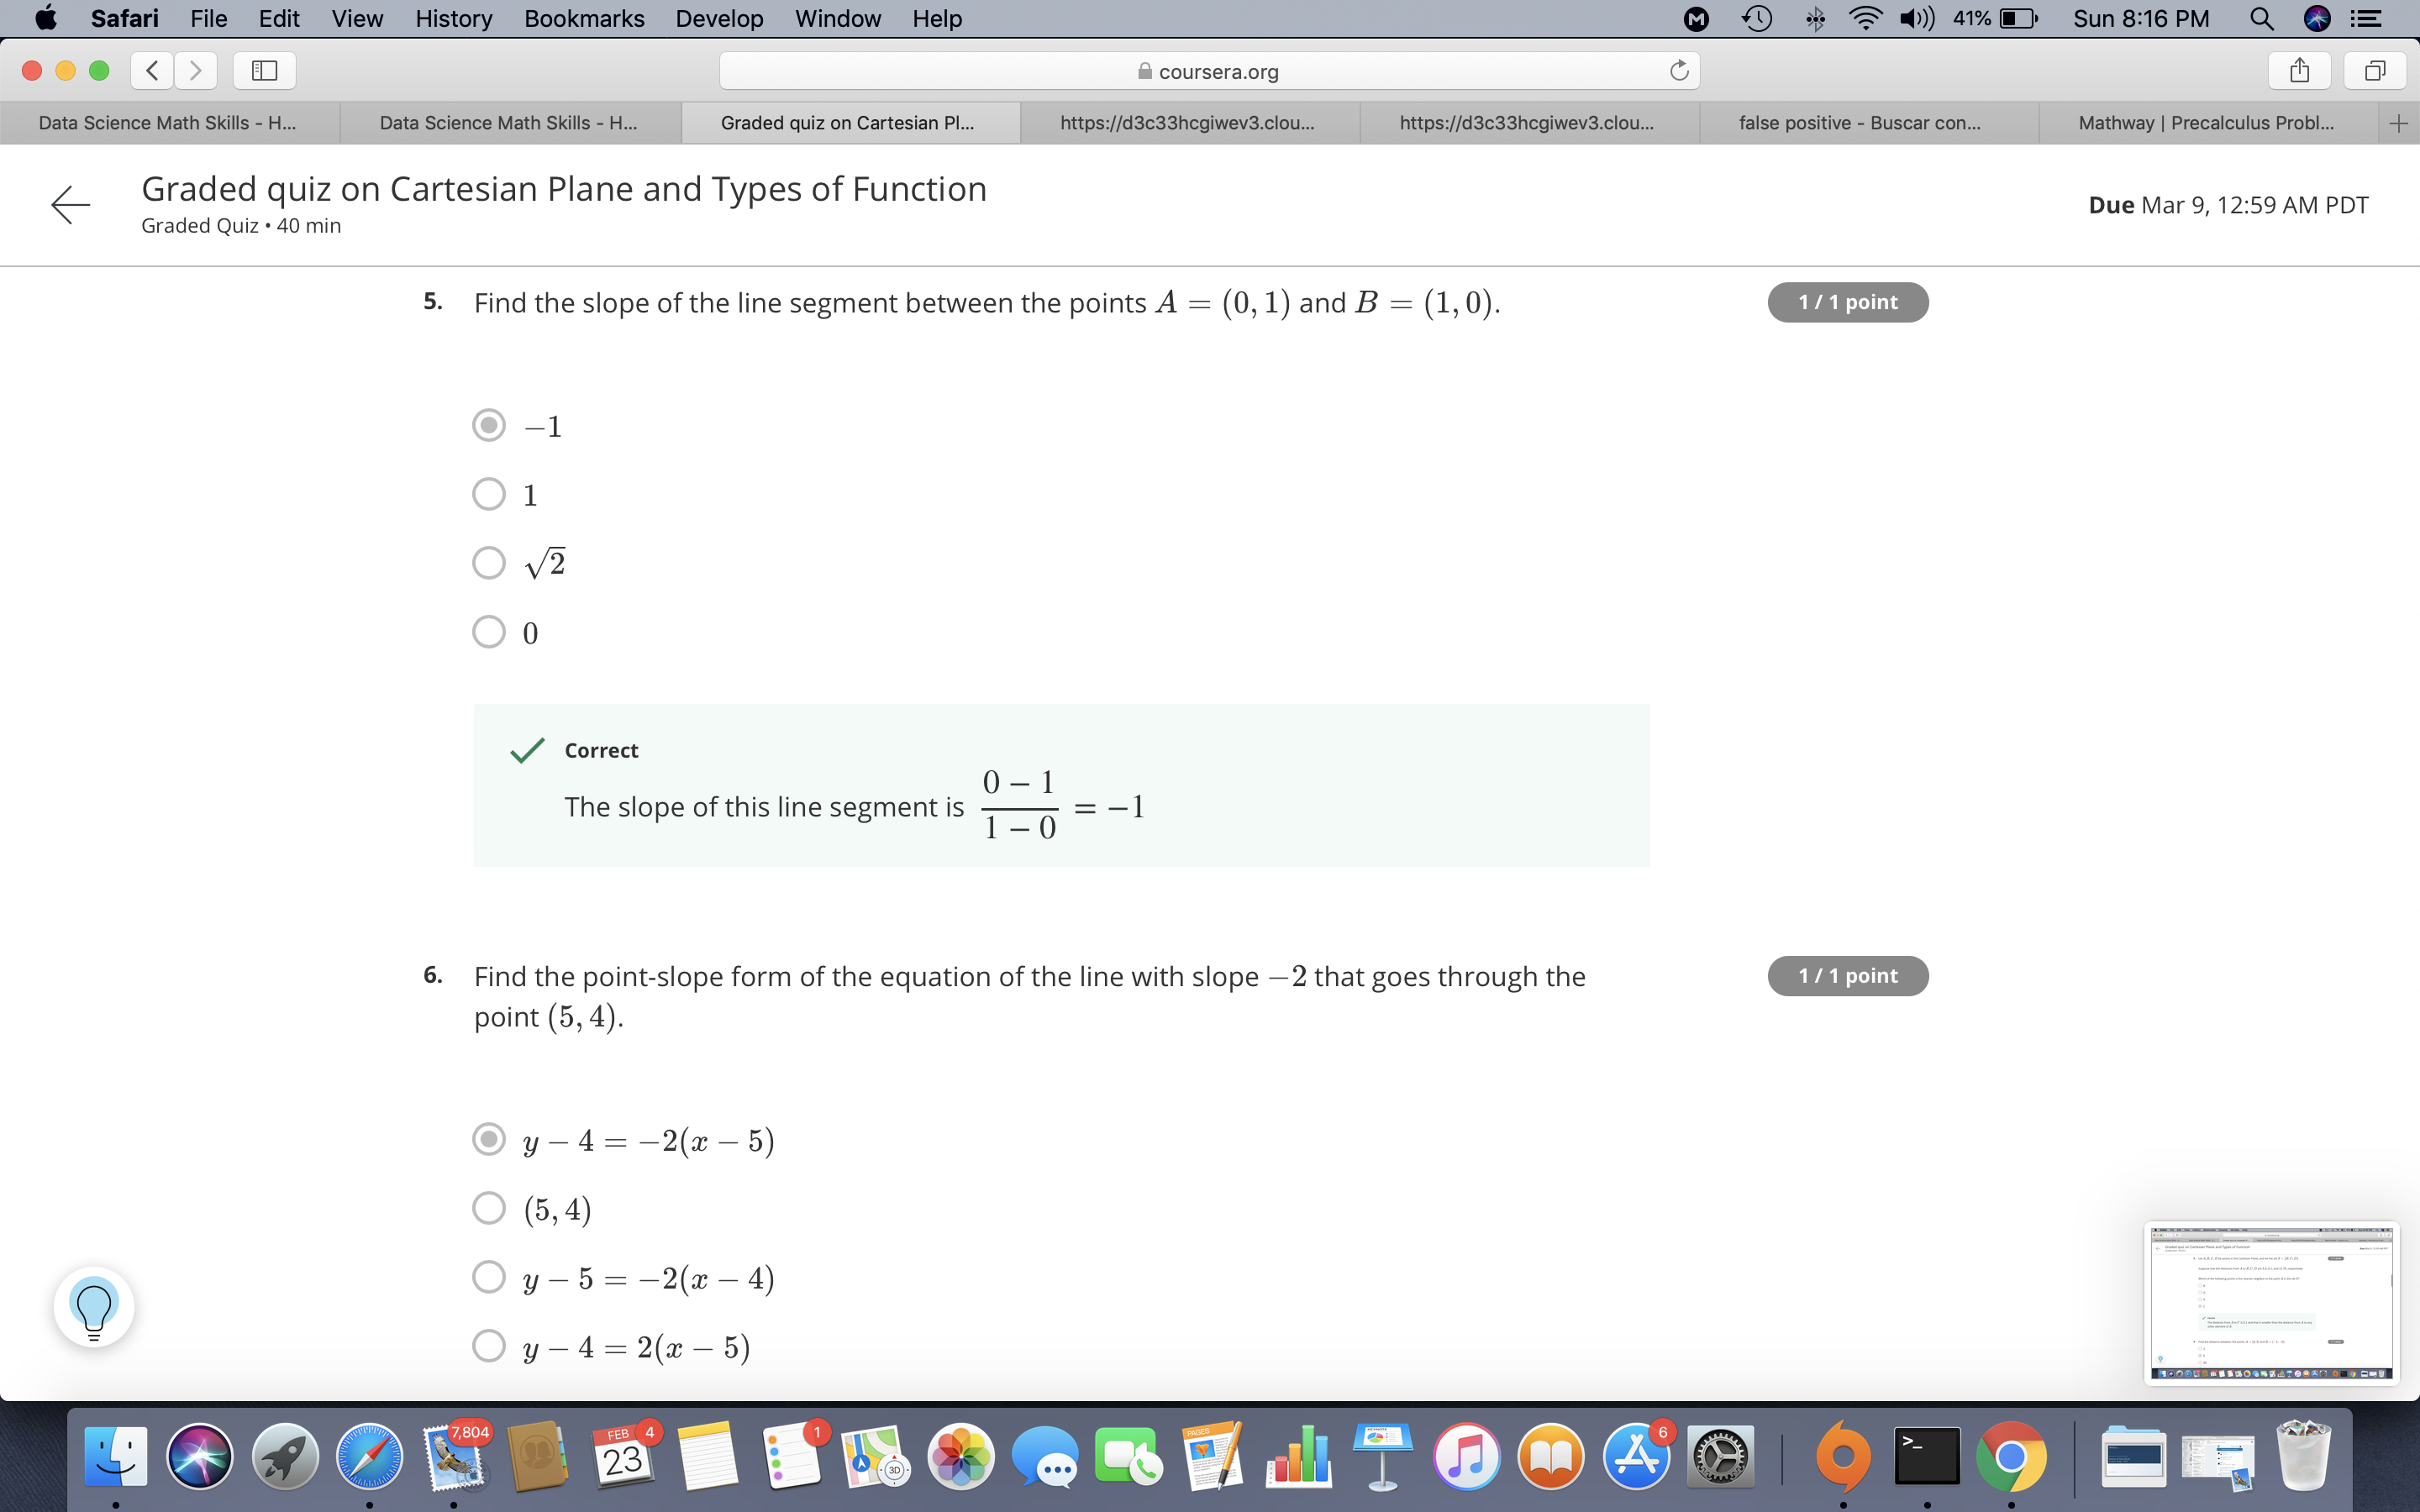 Safari File Edit View History Bookmarks Develop Window Help 41% Sun 8:16 PM
coursera.org
Data Science Math Skills - H... Data Science Math Skills - H... Graded quiz on Cartesian Pl... https://d3c33hcgiwev3.clou... https://d3c33hcgiwev3.clou... false positive - Buscar con... Mathway | Precalculus Probl...
Graded quiz on Cartesian Plane and Types of Function
Graded Quiz • 40 min
Due Mar 9, 12:59 AM PDT
5. Find the slope of the line segment between the points A = (0, 1) and B = (1, 0). 1 / 1 point
−1
1
√2
0
Correct
The slope of this line segment is (0 − 1)/(1 − 0) = −1
6. Find the point-slope form of the equation of the line with slope −2 that goes through the 1 / 1 point
point (5, 4).
y − 4 = −2(x − 5)
(5, 4)
y − 5 = −2(x − 4)
y − 4 = 2(x − 5)
7,804 FEB 4 1 PAGES 6
23 3D >_